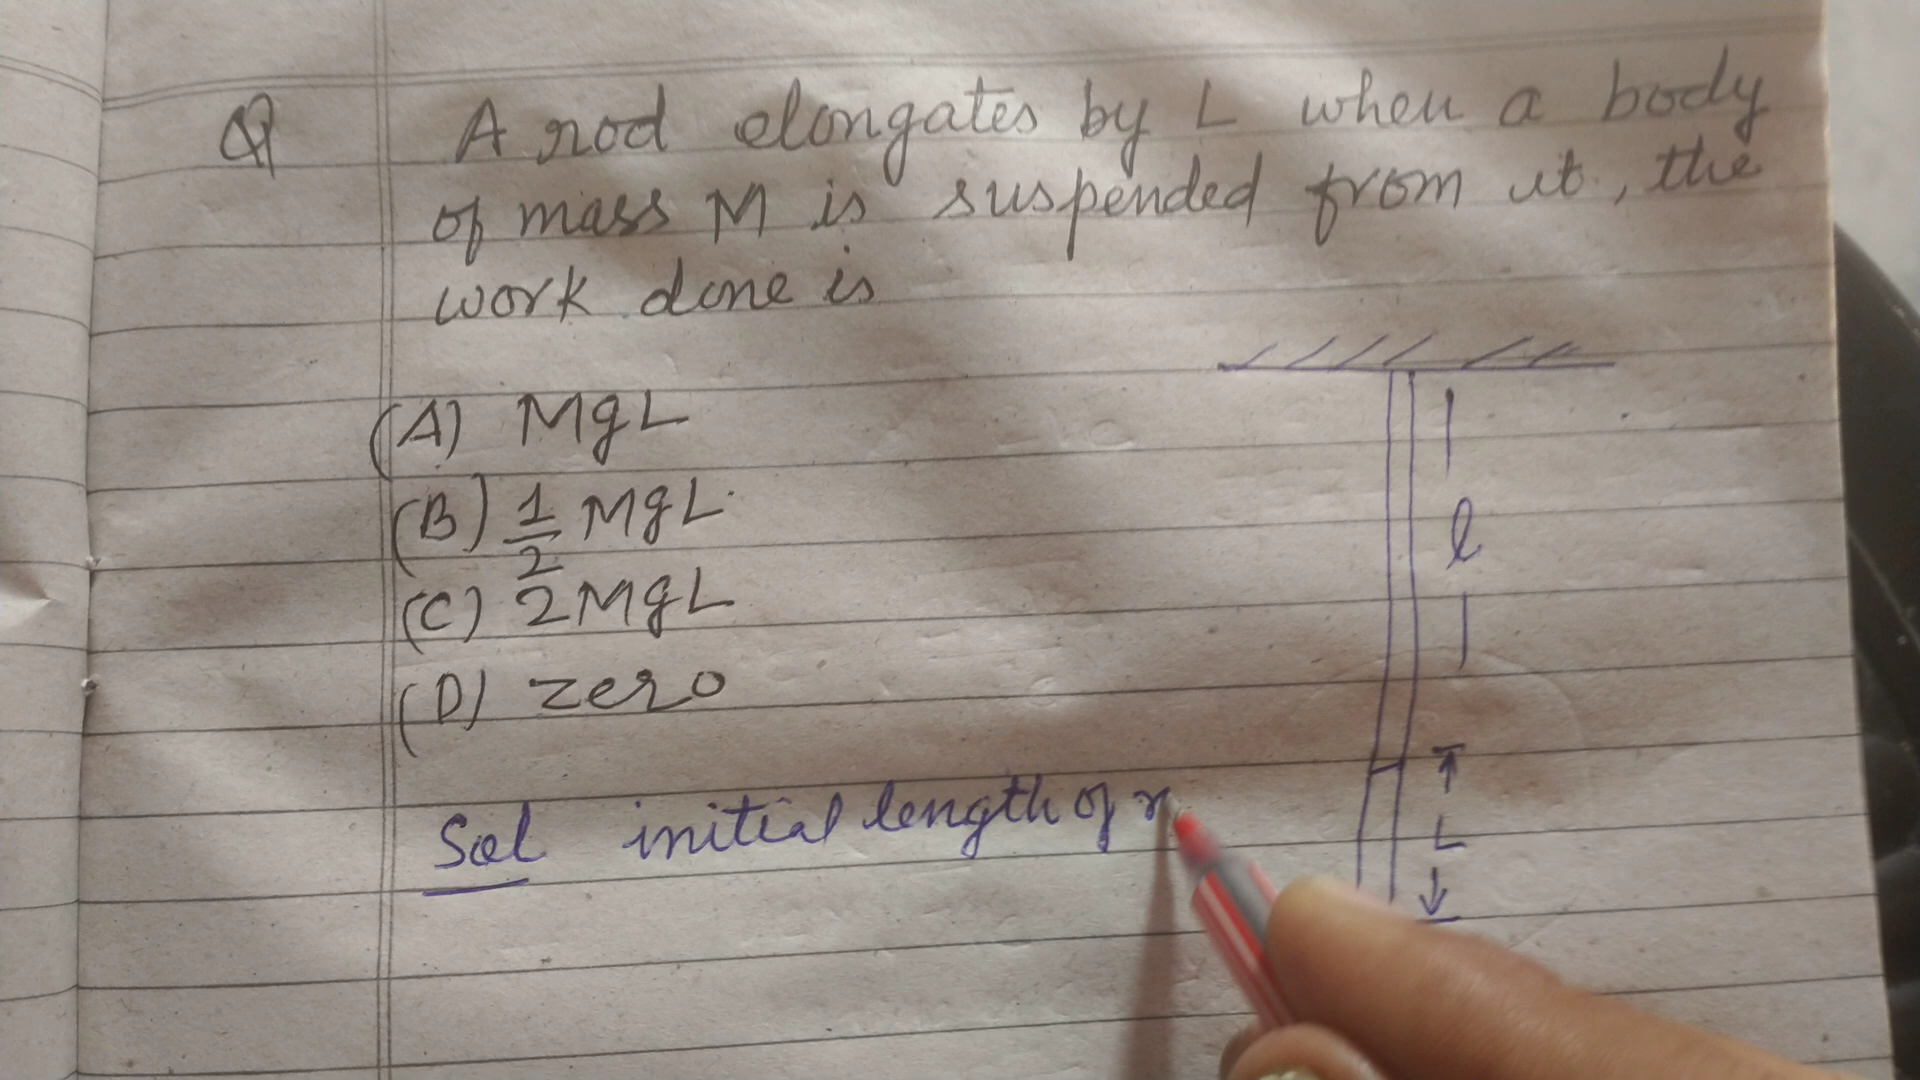 Q A rod elongates by L when a body
of mass M is suspended from it, the
work done is
(A) MgL
(B) 1/2 MgL
(C) 2MgL
(D) zero
l
L
Sol initial length of r